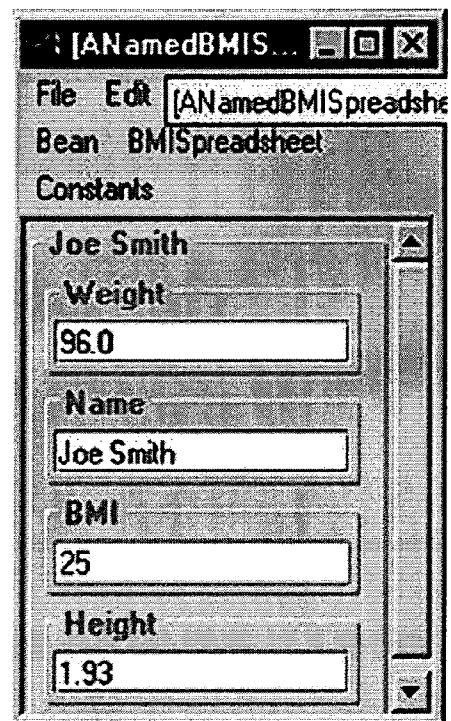 [ANamedBMIS...
File Edit [ANamedBMISpreadshe
Bean BMISpreadsheet
Constants
Joe Smith
Weight
96.0
Name
Joe Smith
BMI
25
Height
1.93